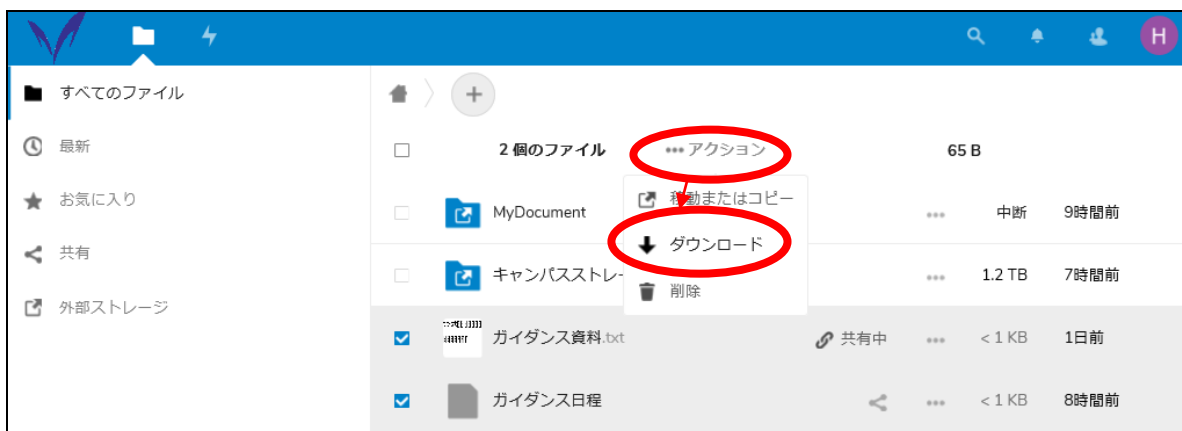 H
すべてのファイル
最新
お気に入り
共有
外部ストレージ
2 個のファイル ••• アクション 65 B
移動またはコピー
MyDocument ••• 中断 9時間前
ダウンロード
キャンパスストレー ••• 1.2 TB 7時間前
削除
ガイダンス資料.txt 共有中 ••• < 1 KB 1日前
ガイダンス日程 ••• < 1 KB 8時間前